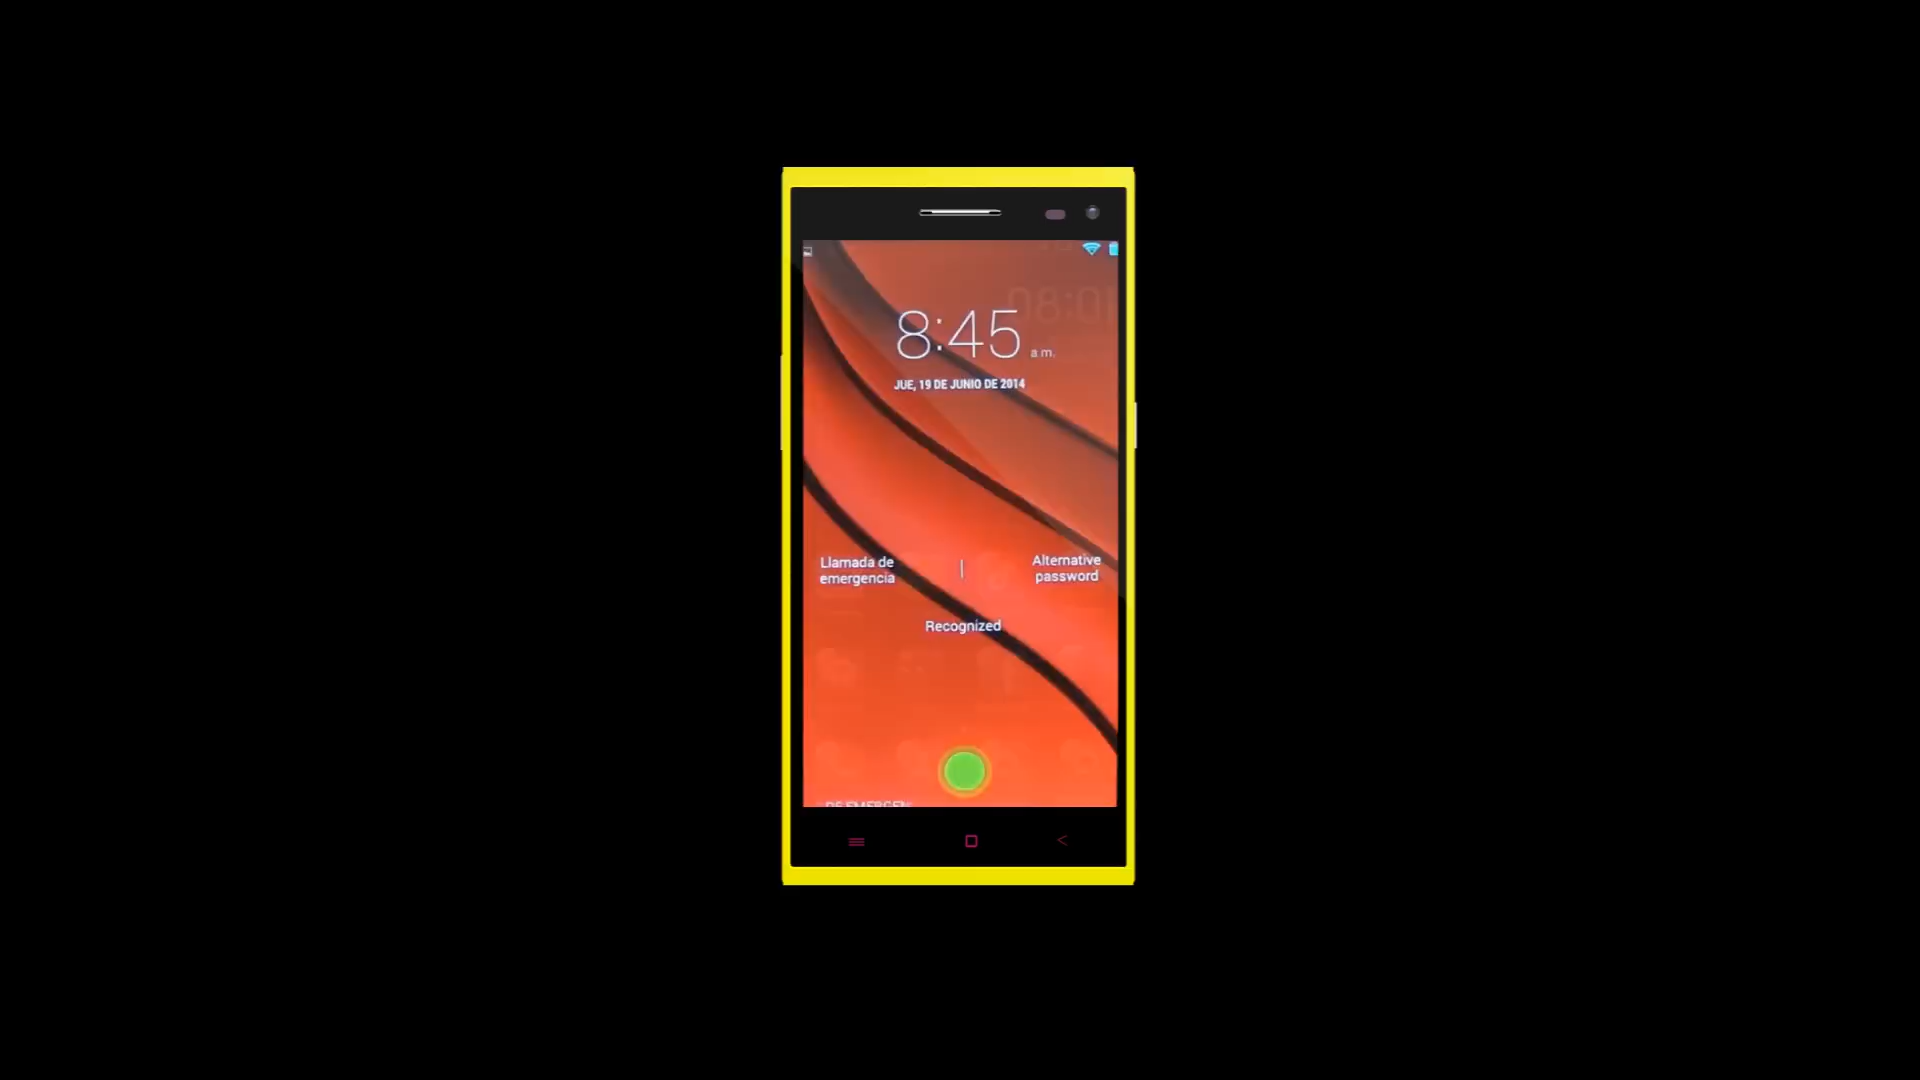 8:45 a.m.
JUE, 19 DE JUNIO DE 2014
Llamada de
emergencia
|
Alternative
password
Recognized